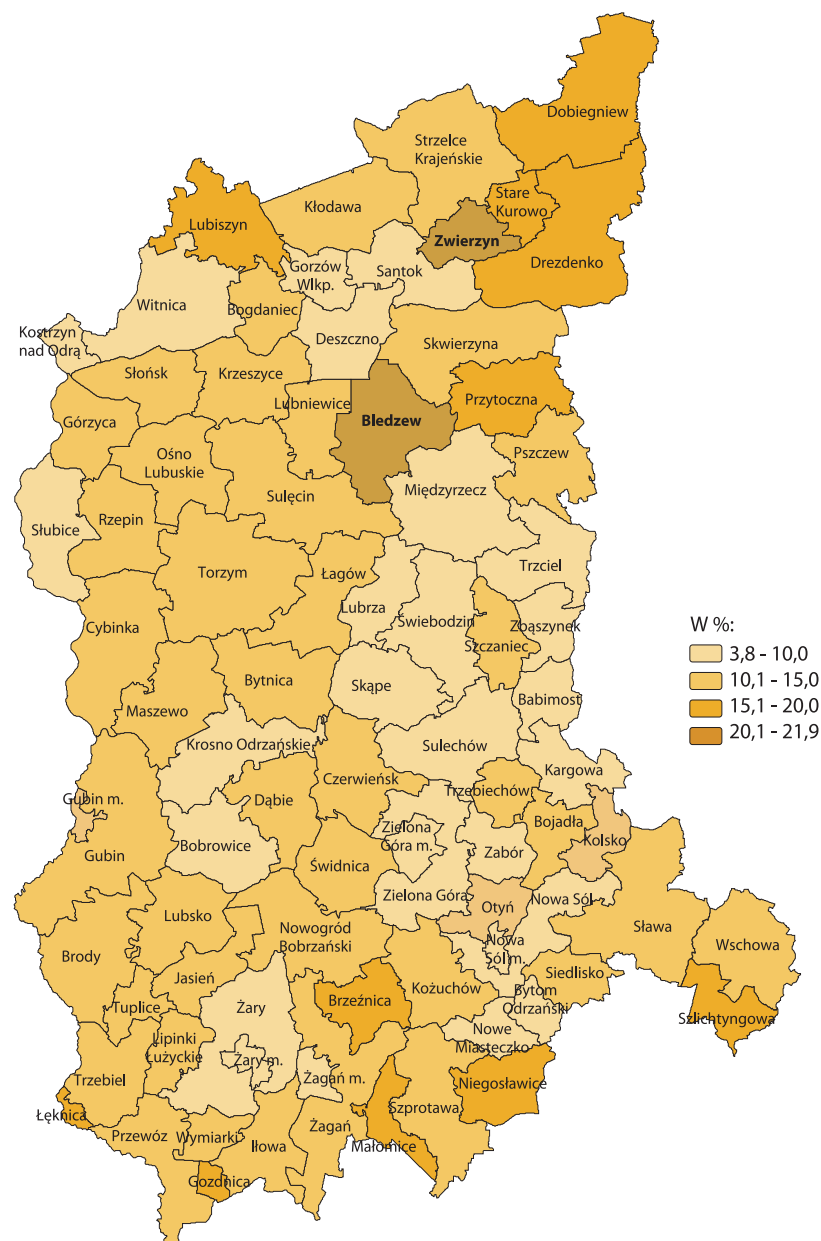 Dobiegniew
Strzelce
Krajeńskie
Stare
Kurowo
Kłodawa
Lubiszyn
Zwierzyn
Drezdenko
Gorzów
Wlkp.
Santok
Witnica
Bogdaniec
Kostrzyn
nad Odrą
Deszczno
Skwierzyna
Słońsk
Krzeszyce
Lubniewice
Przytoczna
Górzyca
Bledzew
Ośno
Lubuskie
Pszczew
Międzyrzecz
Sulęcin
Rzepin
Słubice
Trzciel
Torzym
Łagów
Lubrza
Świebodzin
Zbąszynek
Cybinka
Szczaniec
W %:
3,8 - 10,0
10,1 - 15,0
15,1 - 20,0
20,1 - 21,9
Bytnica
Skąpe
Babimost
Maszewo
Krosno Odrzańskie
Sulechów
Kargowa
Czerwieńsk
Trzebiechów
Gubin m.
Dąbie
Bojadła
Zielona
Góra m.
Kolsko
Bobrowice
Zabór
Gubin
Świdnica
Zielona Góra
Otyń
Nowa Sól
Lubsko
Nowogród
Bobrzański
Sława
Wschowa
Brody
Nowa
Sól m.
Siedlisko
Jasień
Kożuchów
Bytom
Odrzański
Tuplice
Żary
Brzeźnica
Szlichtyngowa
Lipinki
Łużyckie
Nowe
Miasteczko
Żary m.
Żagań m.
Trzebiel
Niegosławice
Szprotawa
Łęknica
Przewóz
Wymiarki
Iłowa
Żagań
Małomice
Gozdnica